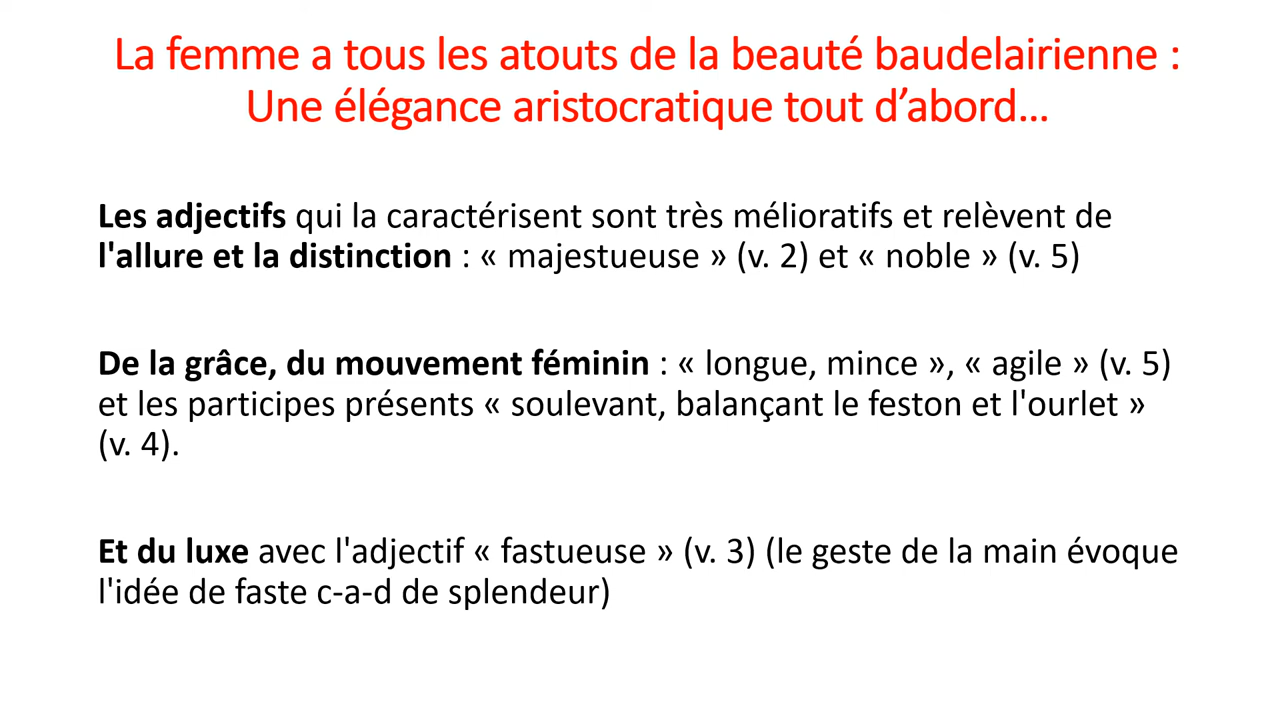 La femme a tous les atouts de la beauté baudelairienne :
Une élégance aristocratique tout d’abord…
Les adjectifs qui la caractérisent sont très mélioratifs et relèvent de
l'allure et la distinction : « majestueuse » (v. 2) et « noble » (v. 5)
De la grâce, du mouvement féminin : « longue, mince », « agile » (v. 5)
et les participes présents « soulevant, balançant le feston et l'ourlet »
(v. 4).
Et du luxe avec l'adjectif « fastueuse » (v. 3) (le geste de la main évoque
l'idée de faste c-a-d de splendeur)